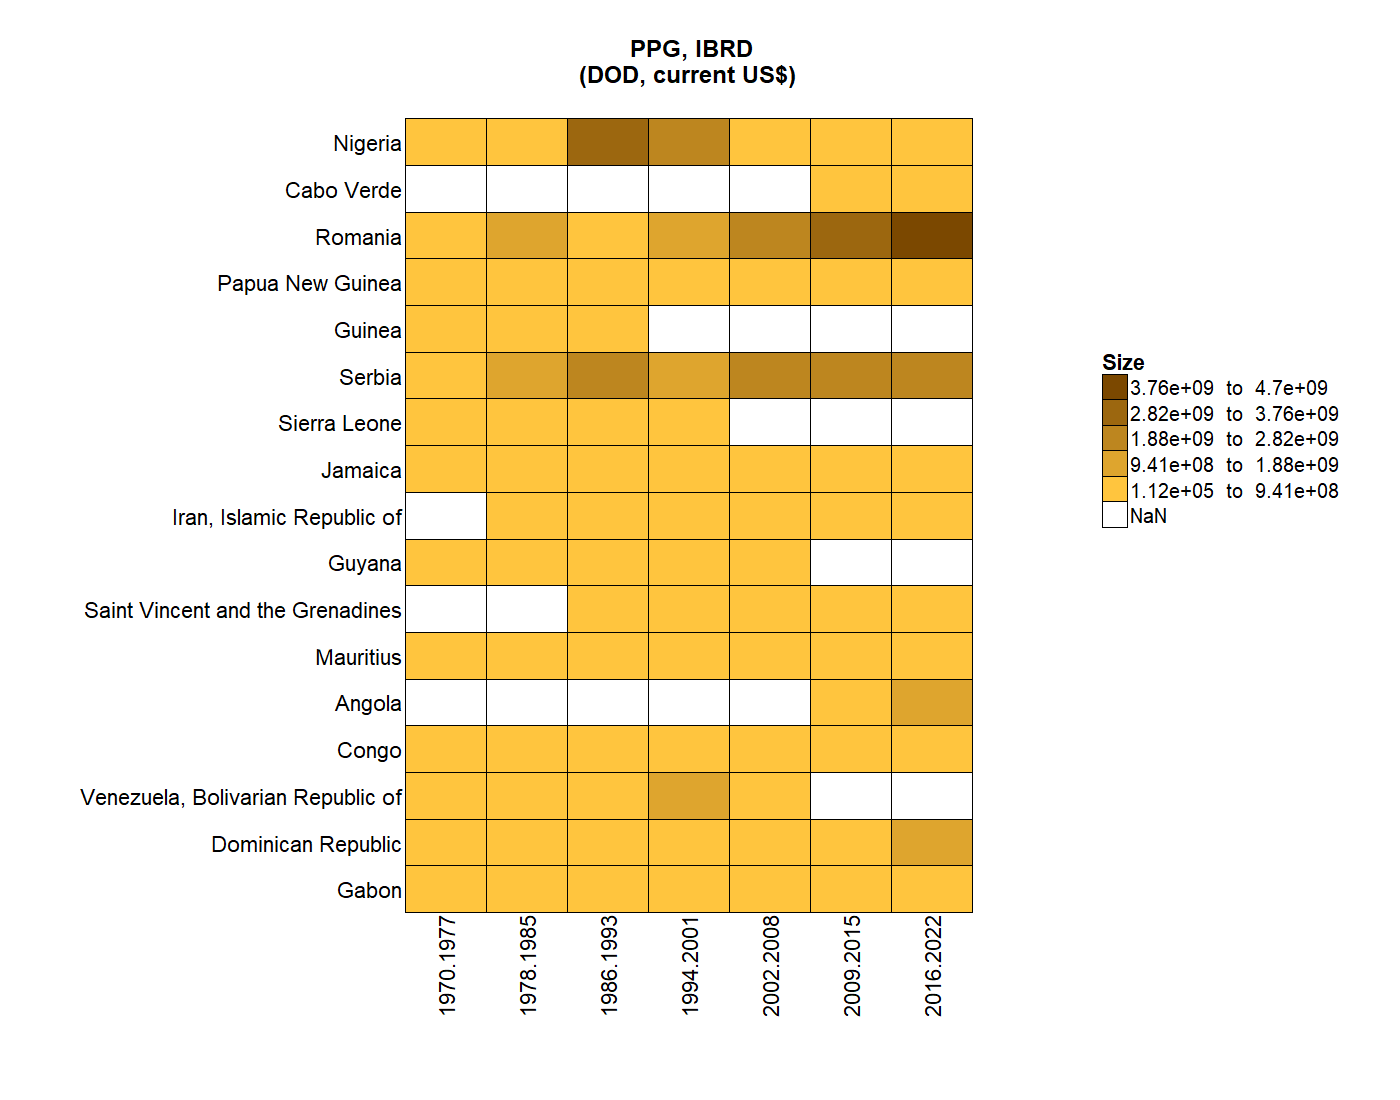 PPG, IBRD
(DOD, current US$)
Nigeria
Cabo Verde
Romania
Papua New Guinea
Guinea
Serbia
Sierra Leone
Jamaica
Iran, Islamic Republic of
Guyana
Saint Vincent and the Grenadines
Mauritius
Angola
Congo
Venezuela, Bolivarian Republic of
Dominican Republic
Gabon
1970.1977
1978.1985
1986.1993
1994.2001
2002.2008
2009.2015
2016.2022
Size
3.76e+09 to 4.7e+09
2.82e+09 to 3.76e+09
1.88e+09 to 2.82e+09
9.41e+08 to 1.88e+09
1.12e+05 to 9.41e+08
NaN